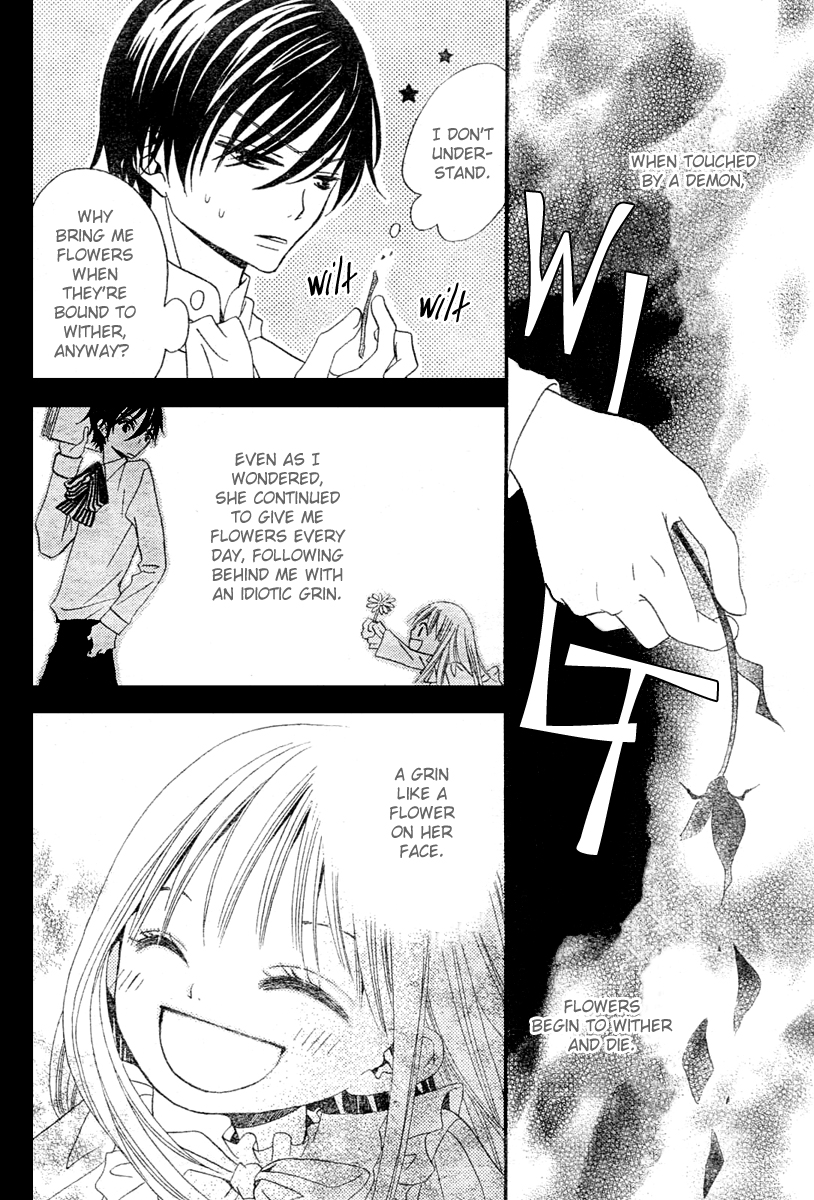 WHEN TOUCHED
BY A DEMON,
WILT
FLOWERS
BEGIN TO WITHER
AND DIE.
I DON'T
UNDER-
STAND.
wilt
wilt
WHY
BRING ME
FLOWERS
WHEN
THEY'RE
BOUND TO
WITHER,
ANYWAY?
EVEN AS I
WONDERED,
SHE CONTINUED
TO GIVE ME
FLOWERS EVERY
DAY, FOLLOWING
BEHIND ME WITH
AN IDIOTIC GRIN.
A GRIN
LIKE A
FLOWER
ON HER
FACE.